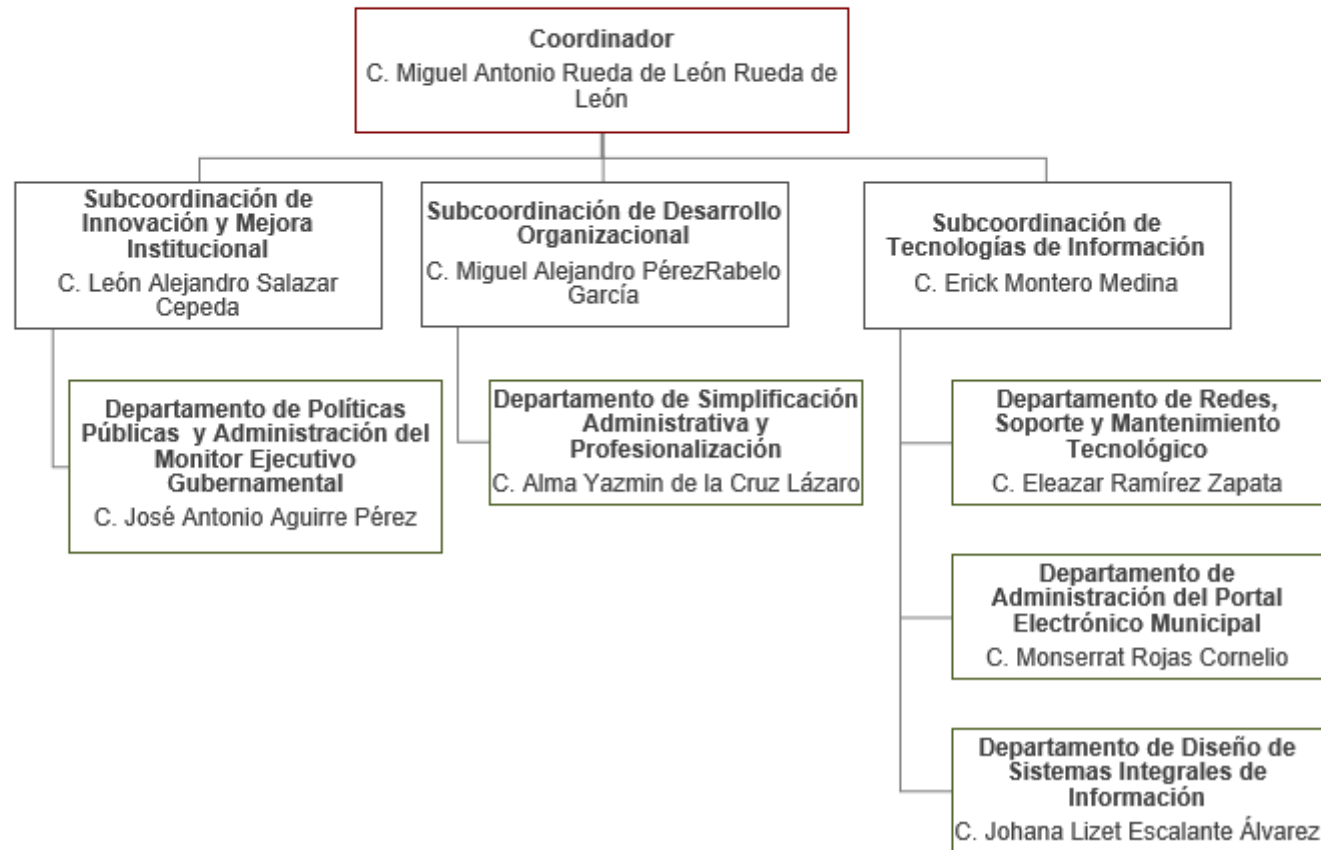 Coordinador
C. Miguel Antonio Rueda de León Rueda de
León
Subcoordinación de
Innovación y Mejora
Institucional
C. León Alejandro Salazar
Cepeda
Subcoordinación de Desarrollo
Organizacional
C. Miguel Alejandro PérezRabelo
García
Subcoordinación de
Tecnologías de Información
C. Erick Montero Medina
Departamento de Políticas
Públicas y Administración del
Monitor Ejecutivo
Gubernamental
C. José Antonio Aguirre Pérez
Departamento de Simplificación
Administrativa y
Profesionalización
C. Alma Yazmin de la Cruz Lázaro
Departamento de Redes,
Soporte y Mantenimiento
Tecnológico
C. Eleazar Ramírez Zapata
Departamento de
Administración del Portal
Electrónico Municipal
C. Monserrat Rojas Cornelio
Departamento de Diseño de
Sistemas Integrales de
Información
C. Johana Lizet Escalante Álvarez